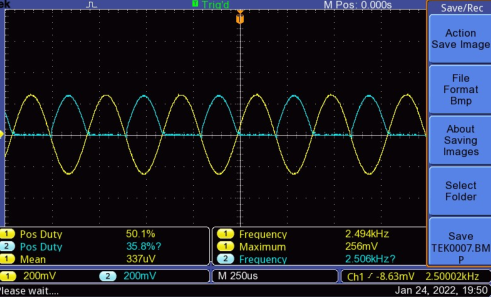 Trig'd
M Pos: 0.000s
Save/Rec
Action
Save Image
File
Format
Bmp
About
Saving
Images
Select
Folder
Save
TEK0007.BM
P
1 Pos Duty 50.1%
2 Pos Duty 35.8%?
1 Mean 337uV
1 Frequency 2.494kHz
1 Maximum 256mV
2 Frequency 2.506kHz?
1 200mV
2 200mV
M 250us
Ch1 -8.63mV 2.50002kHz
Please wait....
Jan 24, 2022, 19:50